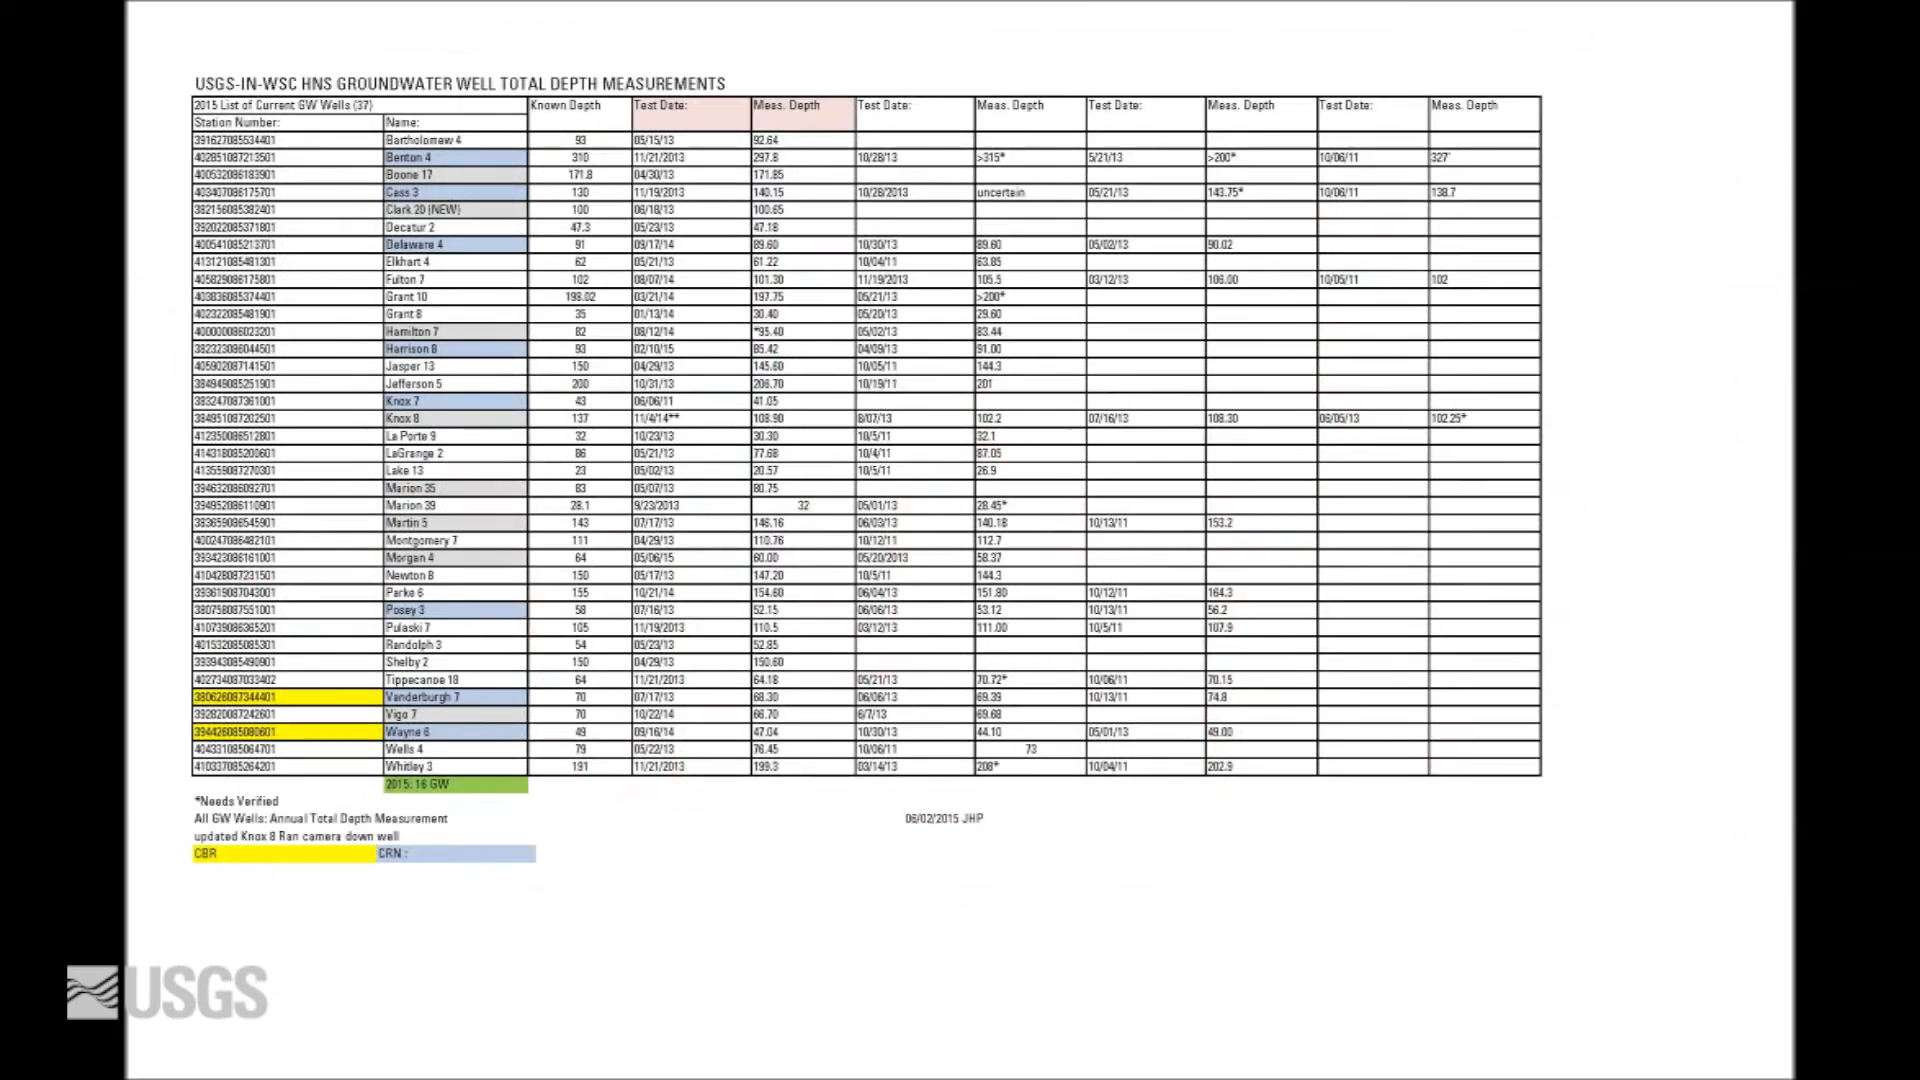 USGS-IN-WSC HNS GROUNDWATER WELL TOTAL DEPTH MEASUREMENTS
2015 List of Current GW Wells (37) Known Depth Test Date: Meas. Depth Test Date: Meas. Depth Test Date: Meas. Depth Test Date: Meas. Depth
Station Number: Name:
391627085534401 Bartholomew 4 93 05/15/13 92.64
402851087213501 Benton 4 310 11/21/2013 297.8 10/28/13 >315* 5/21/13 >200* 10/06/11 327'
400532086183901 Boone 17 171.8 04/30/13 171.85
403407086175701 Cass 3 130 11/19/2013 140.15 10/28/2013 uncertain 05/21/13 143.75* 10/06/11 138.7
382156085382401 Clark 20 (NEW) 100 06/18/13 100.65
392022085371801 Decatur 2 47.3 05/23/13 47.18
400541085213701 Delaware 4 91 09/17/14 89.60 10/30/13 89.60 05/02/13 90.02
413121085481301 Elkhart 4 62 05/21/13 61.22 10/04/11 63.85
405829086175801 Fulton 7 102 08/07/14 101.30 11/19/2013 105.5 03/12/13 106.00 10/05/11 102
403836085374401 Grant 10 198.02 03/21/14 197.75 05/21/13 >200*
402322085481901 Grant 8 35 01/13/14 30.40 05/20/13 29.60
400000086023201 Hamilton 7 82 08/12/14 *95.40 05/02/13 83.44
382323086044501 Harrison 8 93 02/10/15 85.42 04/09/13 91.00
405902087141501 Jasper 13 150 04/29/13 145.60 10/05/11 144.3
384949085251901 Jefferson 5 200 10/31/13 206.70 10/19/11 201
383247087361001 Knox 7 43 06/06/11 41.05
384951087202501 Knox 8 137 11/4/14** 108.90 8/07/13 102.2 07/16/13 108.30 06/05/13 102.25*
412350086512801 La Porte 9 32 10/23/13 30.30 10/5/11 32.1
414318085200601 LaGrange 2 86 05/21/13 77.68 10/4/11 87.05
413559087270301 Lake 13 23 05/02/13 20.57 10/5/11 26.9
394632086092701 Marion 35 83 05/07/13 80.75
394952086110901 Marion 39 28.1 9/23/2013 32 05/01/13 28.45*
383659086545901 Martin 5 143 07/17/13 146.16 06/03/13 140.18 10/13/11 153.2
400247086482101 Montgomery 7 111 04/29/13 110.76 10/12/11 112.7
393423086161001 Morgan 4 64 05/06/15 60.00 05/20/2013 58.37
410428087231501 Newton 8 150 05/17/13 147.20 10/5/11 144.3
393619087043001 Parke 6 155 10/21/14 154.60 06/04/13 151.80 10/12/11 164.3
380758087551001 Posey 3 58 07/16/13 52.15 06/06/13 53.12 10/13/11 56.2
410739086365201 Pulaski 7 105 11/19/2013 110.5 03/12/13 111.00 10/5/11 107.9
401532085085301 Randolph 3 54 05/23/13 52.85
393943085490901 Shelby 2 150 04/29/13 150.60
402734087033402 Tippecanoe 18 64 11/21/2013 64.18 05/21/13 70.72* 10/06/11 70.15
380626087344401 Vanderburgh 7 70 07/17/13 68.30 06/06/13 69.39 10/13/11 74.8
392820087242601 Vigo 7 70 10/22/14 66.70 6/7/13 69.68
394426085080601 Wayne 6 49 09/16/14 47.04 10/30/13 44.10 05/01/13 49.00
404331085064701 Wells 4 79 05/22/13 76.45 10/06/11 73
410337085264201 Whitley 3 191 11/21/2013 199.3 03/14/13 208* 10/04/11 202.9
2015: 16 GW
*Needs Verified
All GW Wells: Annual Total Depth Measurement 06/02/2015 JHP
updated Knox 8 Ran camera down well
CBR CRN :
USGS